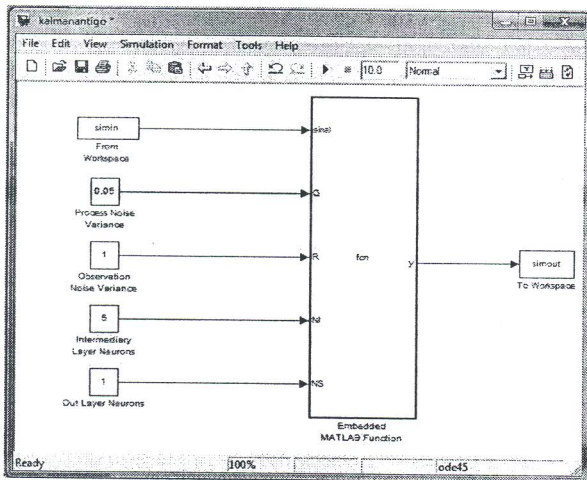 kalmanantigo *
File Edit View Simulation Format Tools Help
10.0 Normal
simin
From
Workspace
sinal
0.05
Process Noise
Variance
Q
1
Observation
Noise Variance
R
fcn
y
simout
To Workspace
5
Intermediary
Layer Neurons
NI
1
Out Layer Neurons
NS
Embedded
MATLAB Function
Ready 100% ode45